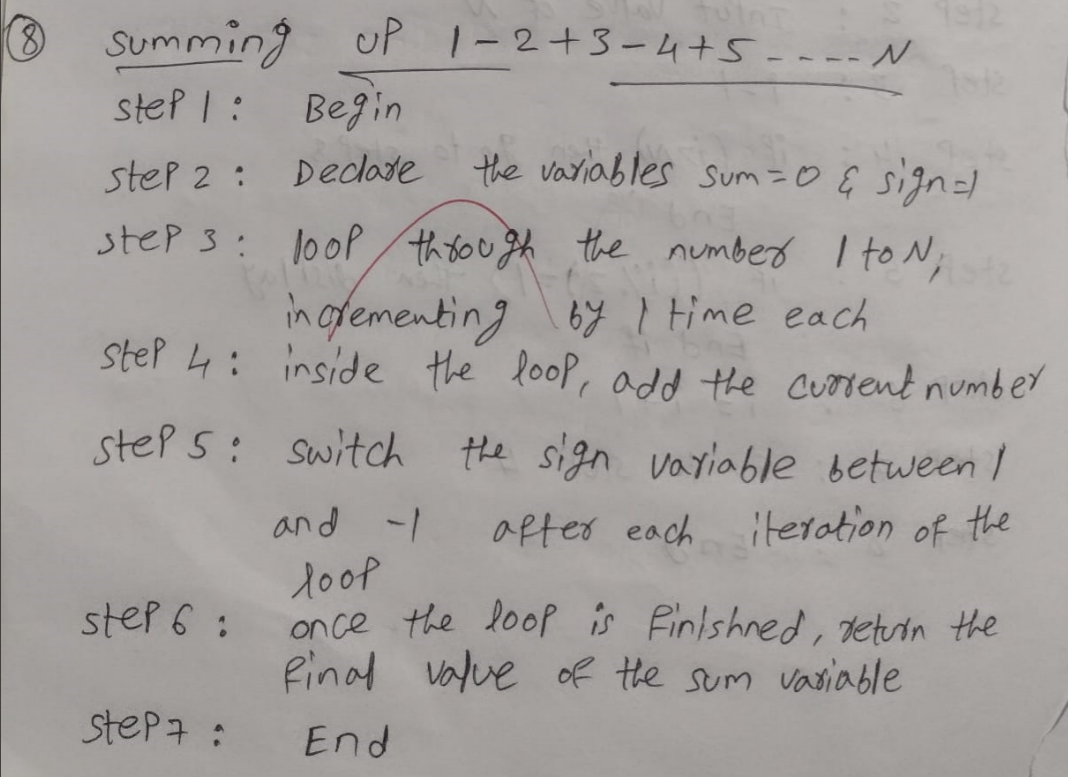 8 summing up 1-2+3-4+5-----N
step 1: Begin
step 2: Declare the variables sum=0 & sign=1
step 3: loop through the number 1 to N,
incrementing by 1 time each
step 4: inside the loop, add the current number
step 5: switch the sign variable between 1
and -1 after each iteration of the
loop
step 6: once the loop is finishned, return the
final value of the sum variable
step 7: End